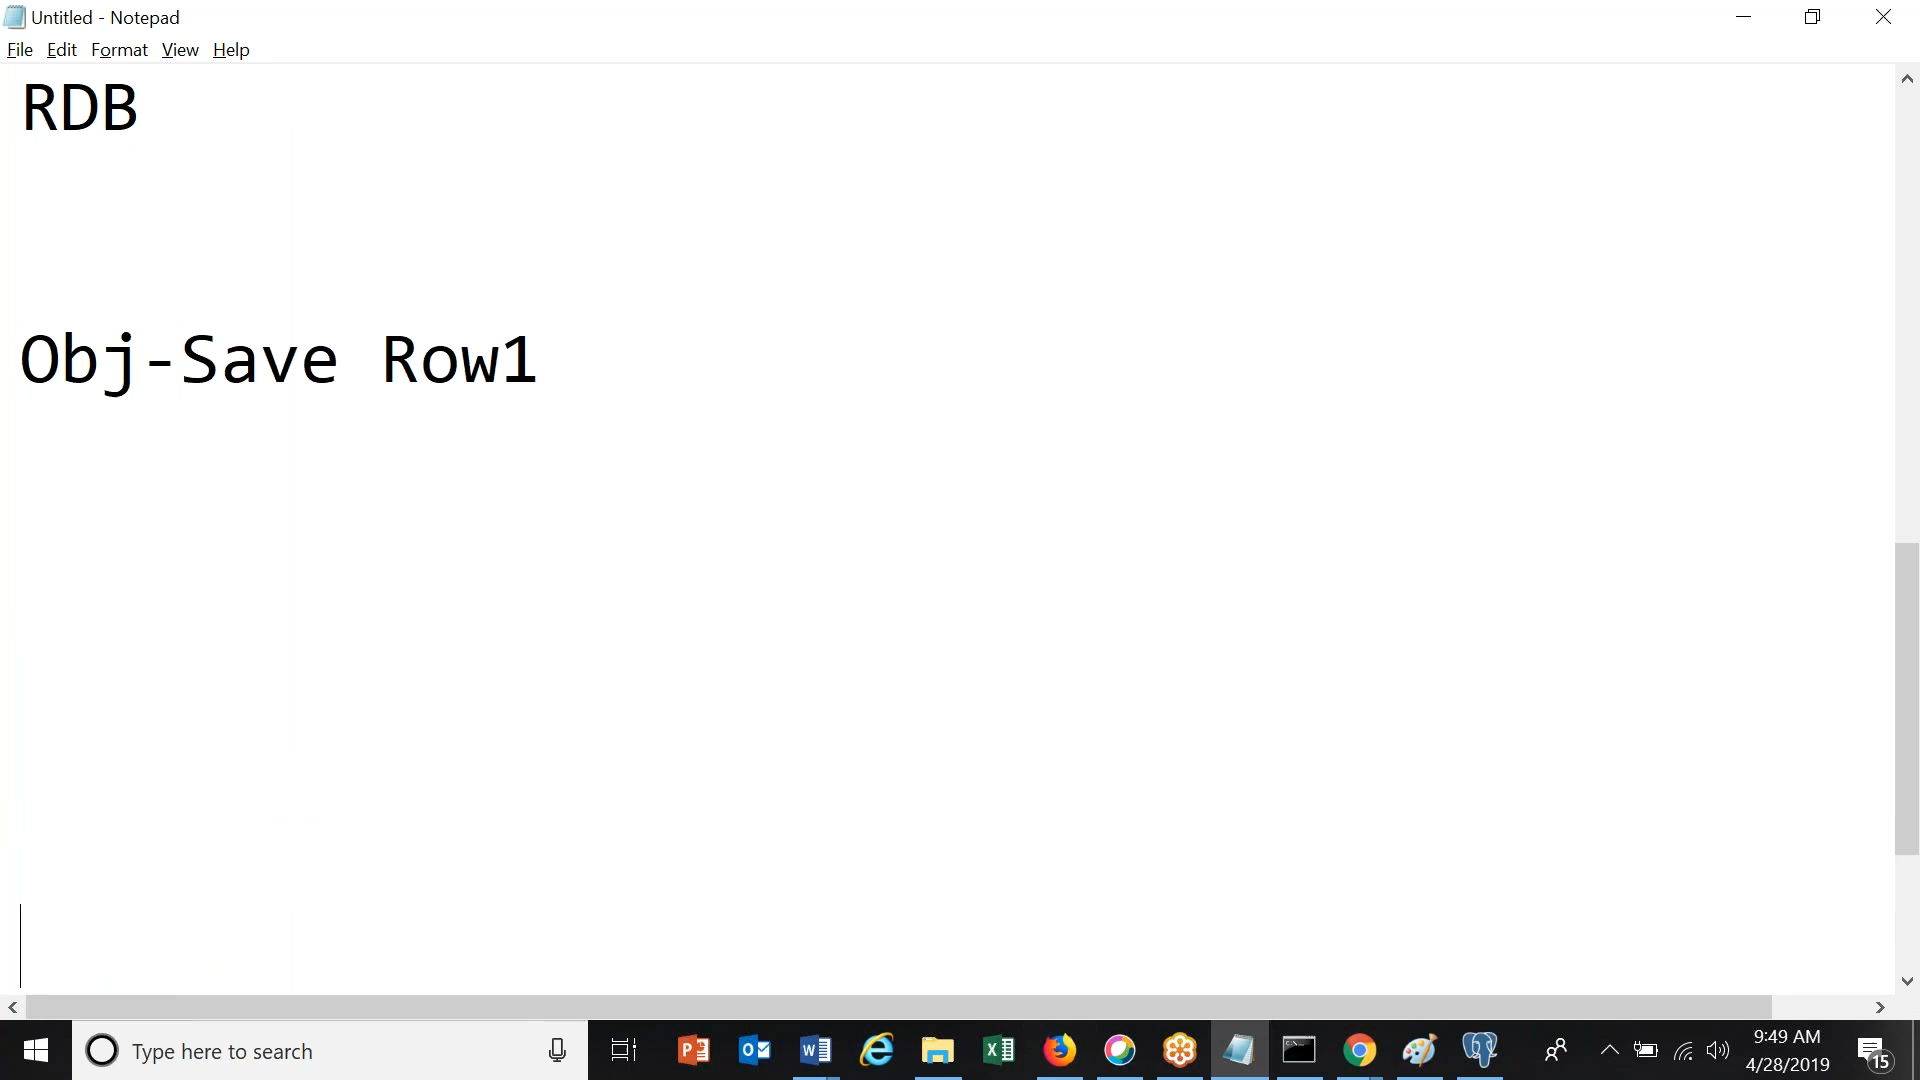 Untitled - Notepad
File Edit Format View Help
RDB
Obj-Save Row1
Type here to search
9:49 AM
4/28/2019
15